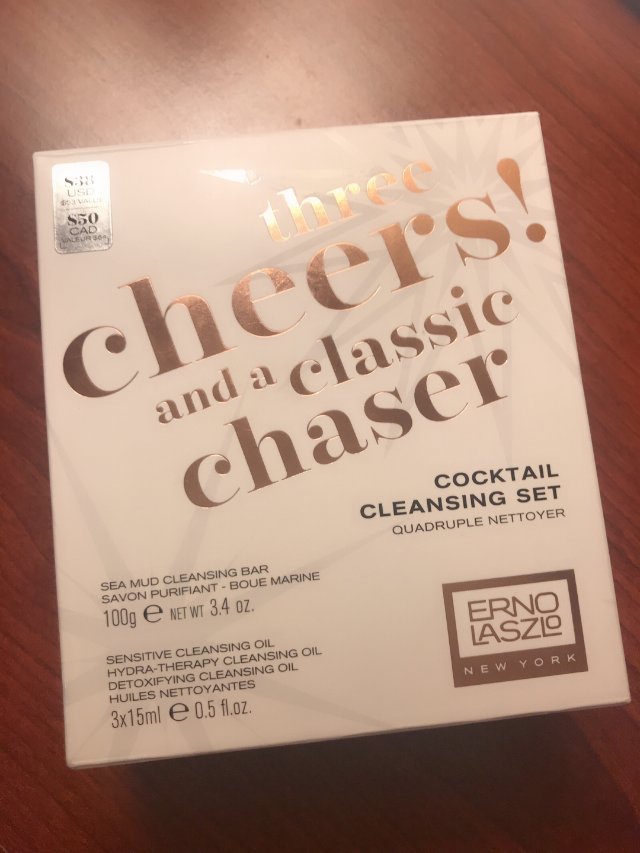 $38
USD
$50
CAD
three
cheers!
and a classic
chaser
COCKTAIL
CLEANSING SET
QUADRUPLE NETTOYER
SEA MUD CLEANSING BAR
SAVON PURIFIANT - BOUE MARINE
100g e NET WT 3.4 oz.
SENSITIVE CLEANSING OIL
HYDRA-THERAPY CLEANSING OIL
DETOXIFYING CLEANSING OIL
HUILES NETTOYANTES
3x15ml e 0.5 fl.oz.
ERNO
LASZLO
NEW YORK